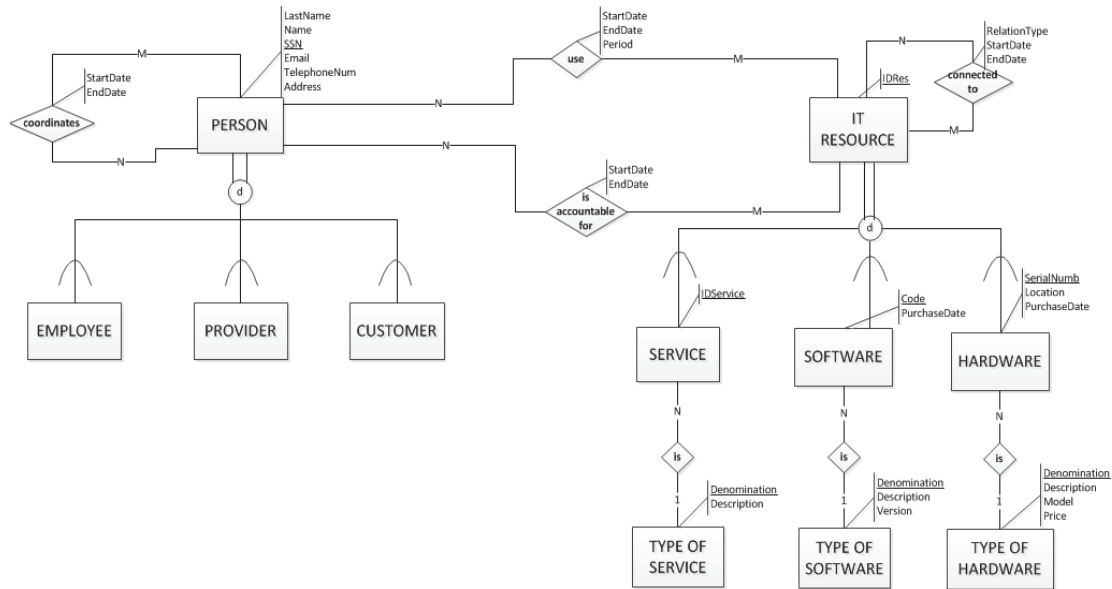 LastName
Name
SSN
Email
TelephoneNum
Address
StartDate
EndDate
Period
RelationType
StartDate
EndDate
M
N
StartDate
EndDate
use
M
connected
to
IDRes
coordinates
N
PERSON
IT
RESOURCE
M
N
N
StartDate
EndDate
is
accountable
for
M
d
d
SerialNumb
Location
PurchaseDate
IDService
Code
PurchaseDate
EMPLOYEE
PROVIDER
CUSTOMER
SERVICE
SOFTWARE
HARDWARE
N
N
N
is
is
is
Denomination
Description
Denomination
Description
Version
Denomination
Description
Model
Price
1
1
1
TYPE OF
SERVICE
TYPE OF
SOFTWARE
TYPE OF
HARDWARE